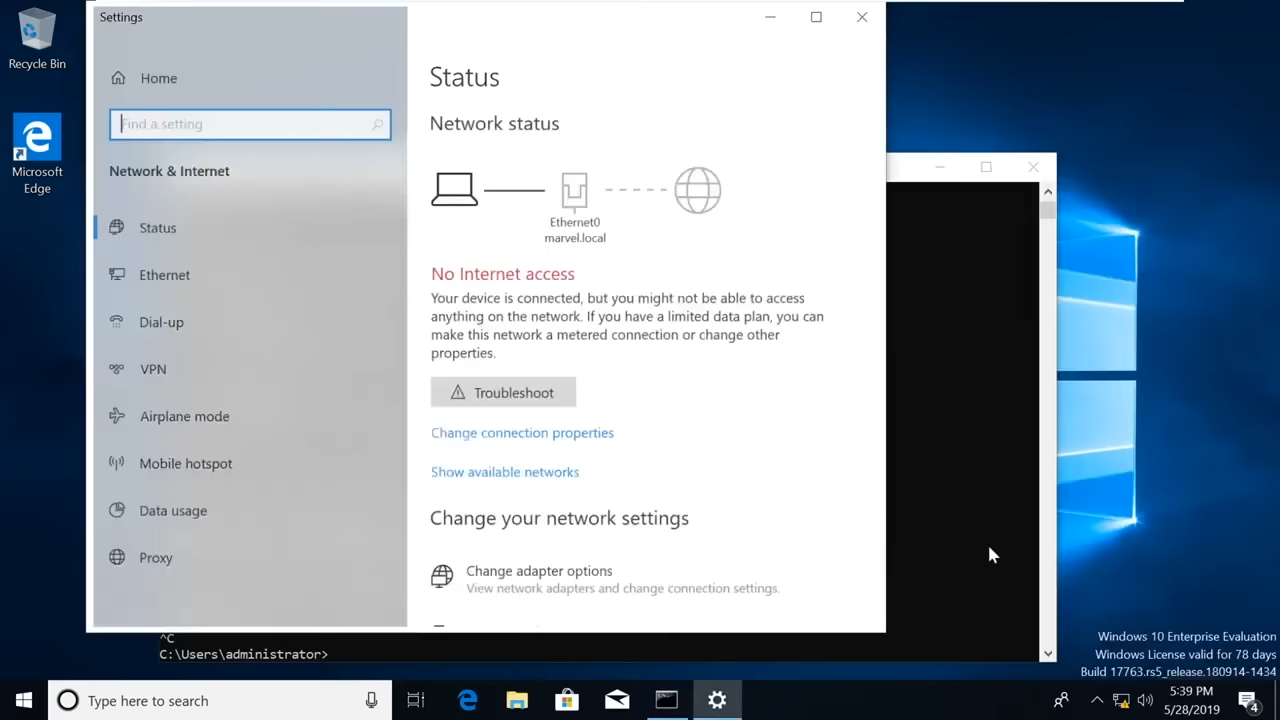 Recycle Bin
Microsoft
Edge
Settings
Home
Find a setting
Network & Internet
Status
Ethernet
Dial-up
VPN
Airplane mode
Mobile hotspot
Data usage
Proxy
Status
Network status
Ethernet0
marvel.local
No Internet access
Your device is connected, but you might not be able to access
anything on the network. If you have a limited data plan, you can
make this network a metered connection or change other
properties.
Troubleshoot
Change connection properties
Show available networks
Change your network settings
Change adapter options
View network adapters and change connection settings.
^C
C:\Users\administrator>
Windows 10 Enterprise Evaluation
Windows License valid for 78 days
Build 17763.rs5_release.180914-1434
Type here to search
5:39 PM
5/28/2019
4